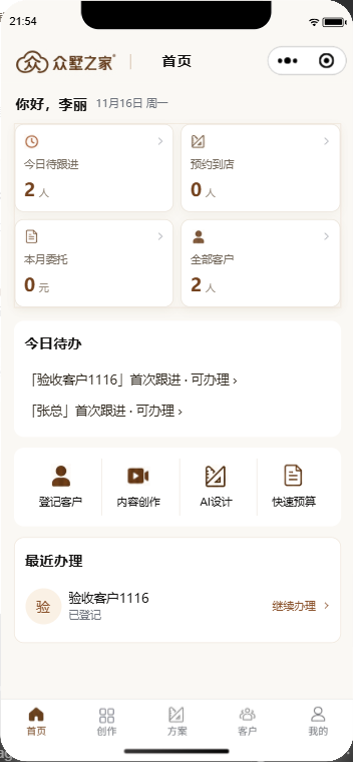 21:54
众墅之家 首页
你好，李丽 11月16日 周一
今日待跟进
2 人
预约到店
0 人
本月委托
0 元
全部客户
2 人
今日待办
「验收客户1116」首次跟进 · 可办理 ›
「张总」首次跟进 · 可办理 ›
登记客户 内容创作 AI设计 快速预算
最近办理
验 验收客户1116 继续办理
已登记
首页 创作 方案 客户 我的